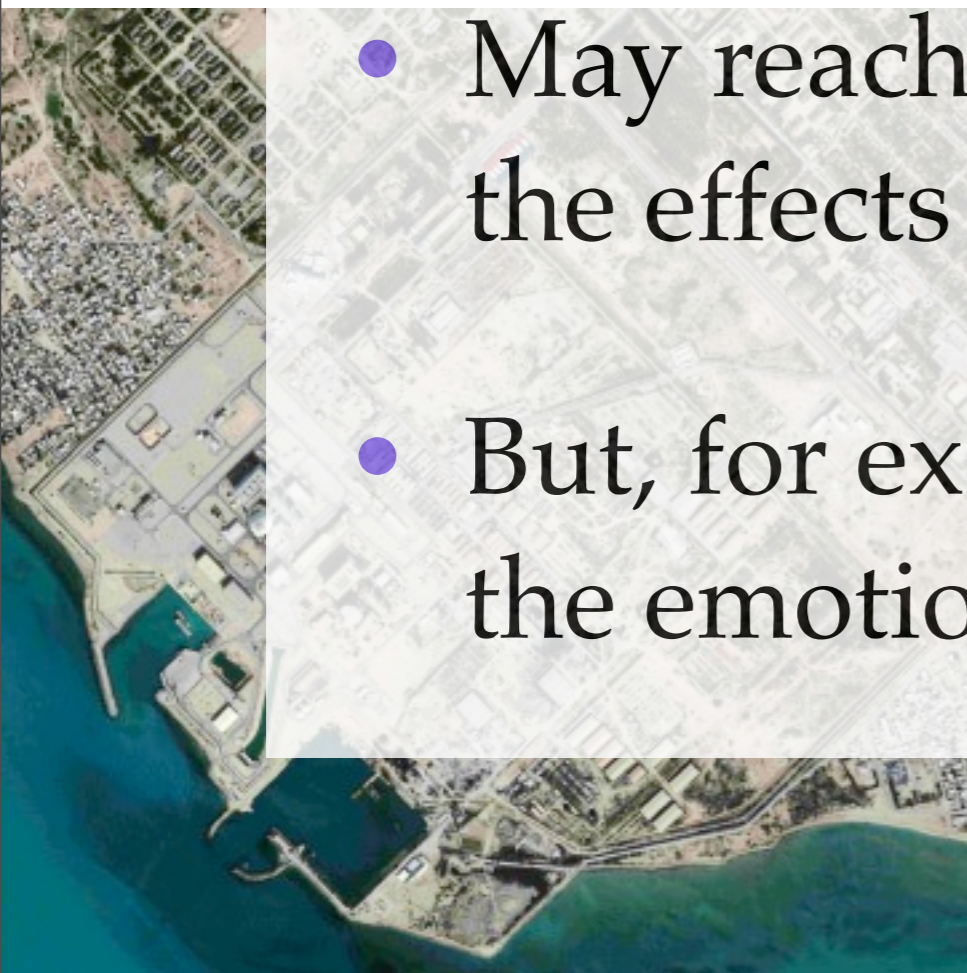 • May reach
the effects
• But, for ex
the emotio